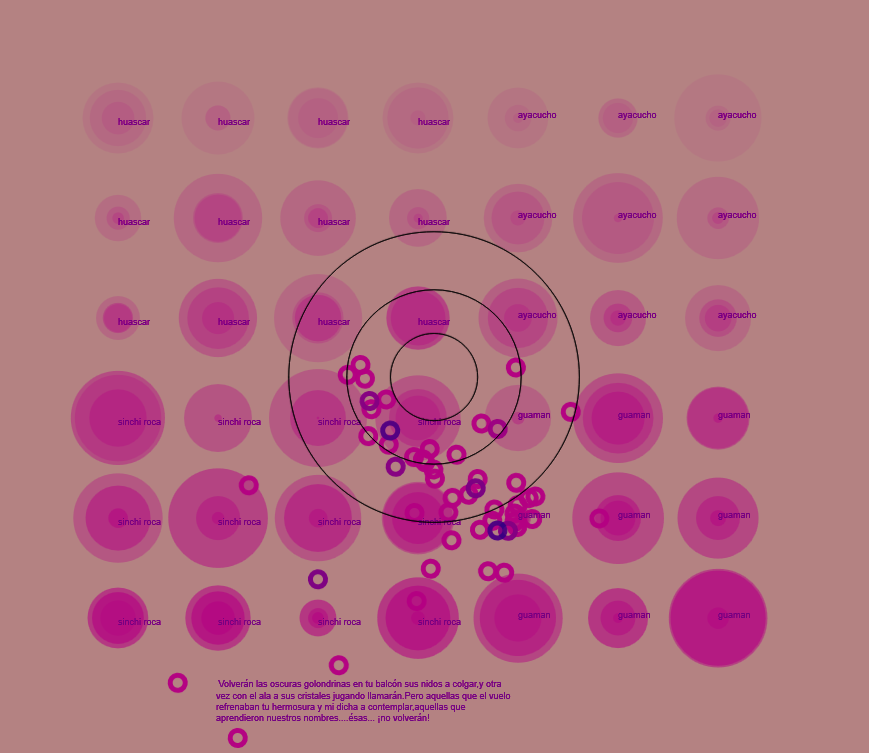 huascar huascar huascar huascar ayacucho ayacucho ayacucho
huascar huascar huascar huascar ayacucho ayacucho ayacucho
huascar huascar huascar huascar ayacucho ayacucho ayacucho
sinchi roca sinchi roca sinchi roca sinchi roca guaman guaman guaman
sinchi roca sinchi roca sinchi roca sinchi roca guaman guaman guaman
sinchi roca sinchi roca sinchi roca sinchi roca guaman guaman guaman
Volverán las oscuras golondrinas en tu balcón sus nidos a colgar,y otra
vez con el ala a sus cristales jugando llamarán.Pero aquellas que el vuelo
refrenaban tu hermosura y mi dicha a contemplar,aquellas que
aprendieron nuestros nombres....ésas... ¡no volverán!